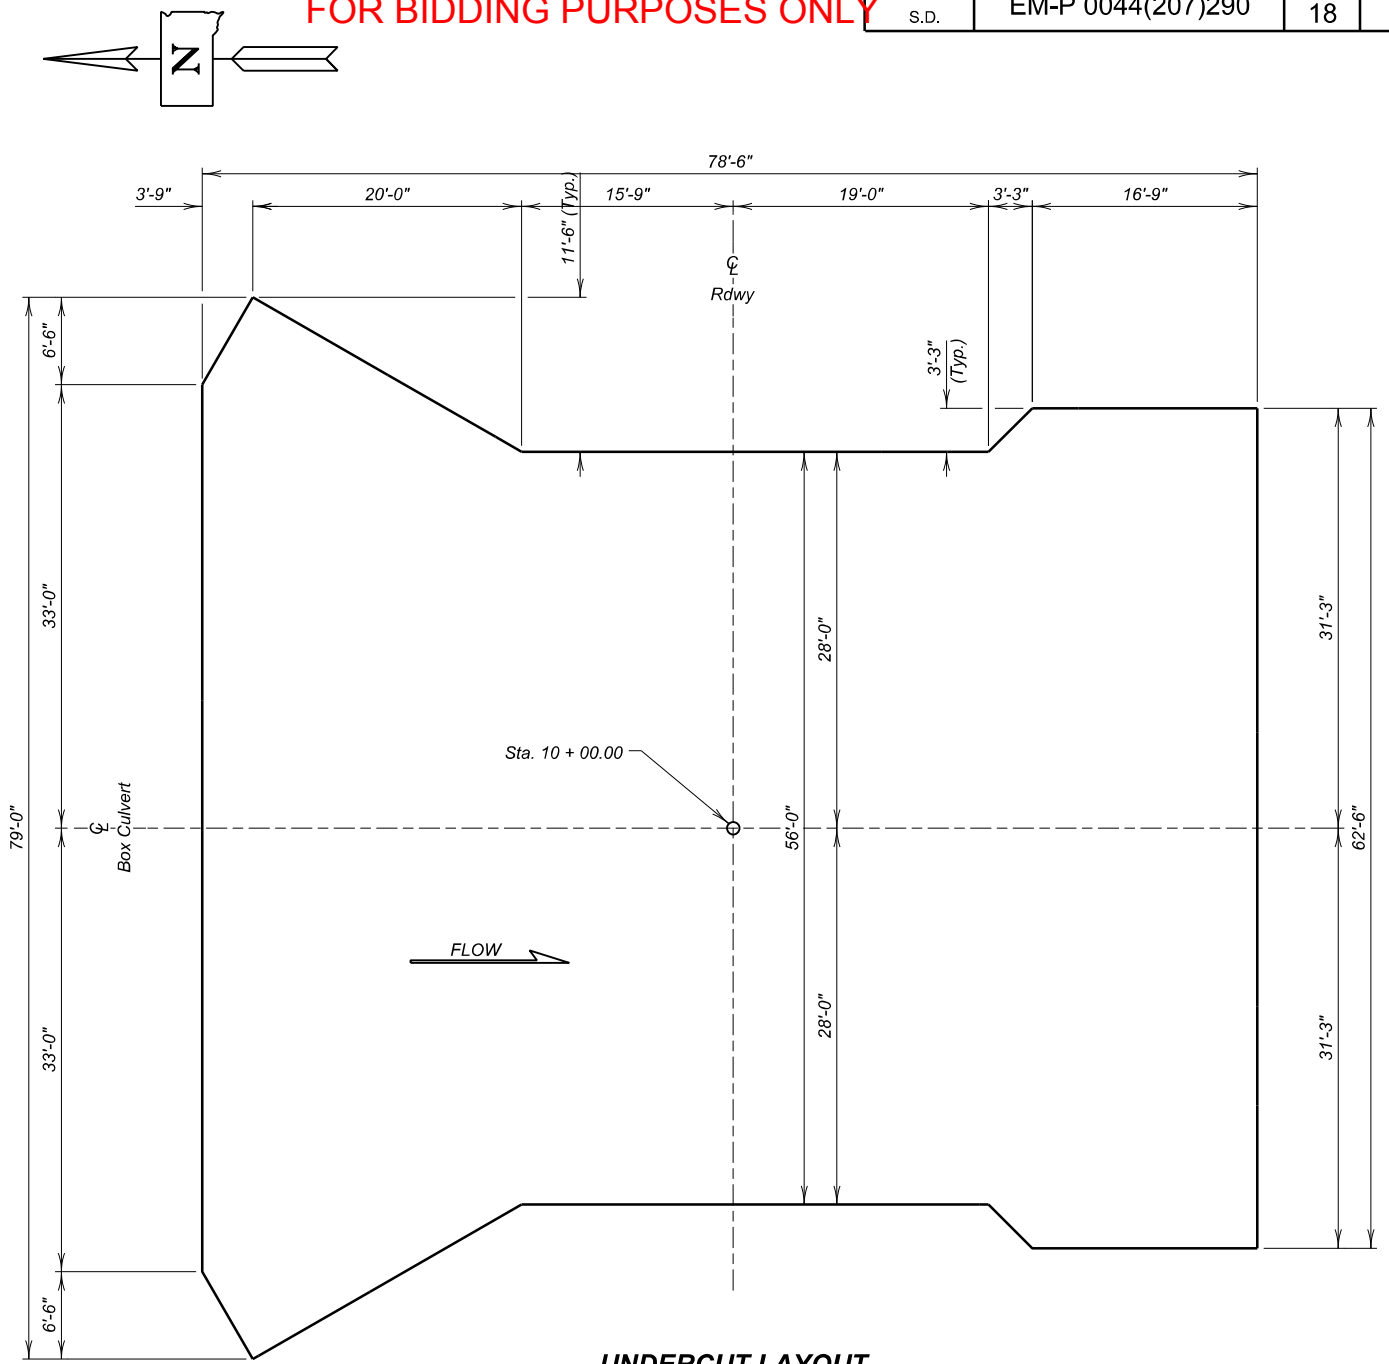 FOR BIDDING PURPOSES ONLY
S.D.
EM-P 0044(207)290
18
N
78'-6"
3'-9"
20'-0"
15'-9"
19'-0"
3'-3"
16'-9"
11'-6" (Typ.)
℄
Rdwy
6'-6"
3'-3"
(Typ.)
33'-0"
28'-0"
31'-3"
Sta. 10 + 00.00
79'-0"
℄
Box Culvert
56'-0"
62'-6"
FLOW
33'-0"
28'-0"
31'-3"
6'-6"
UNDERCUT LAYOUT